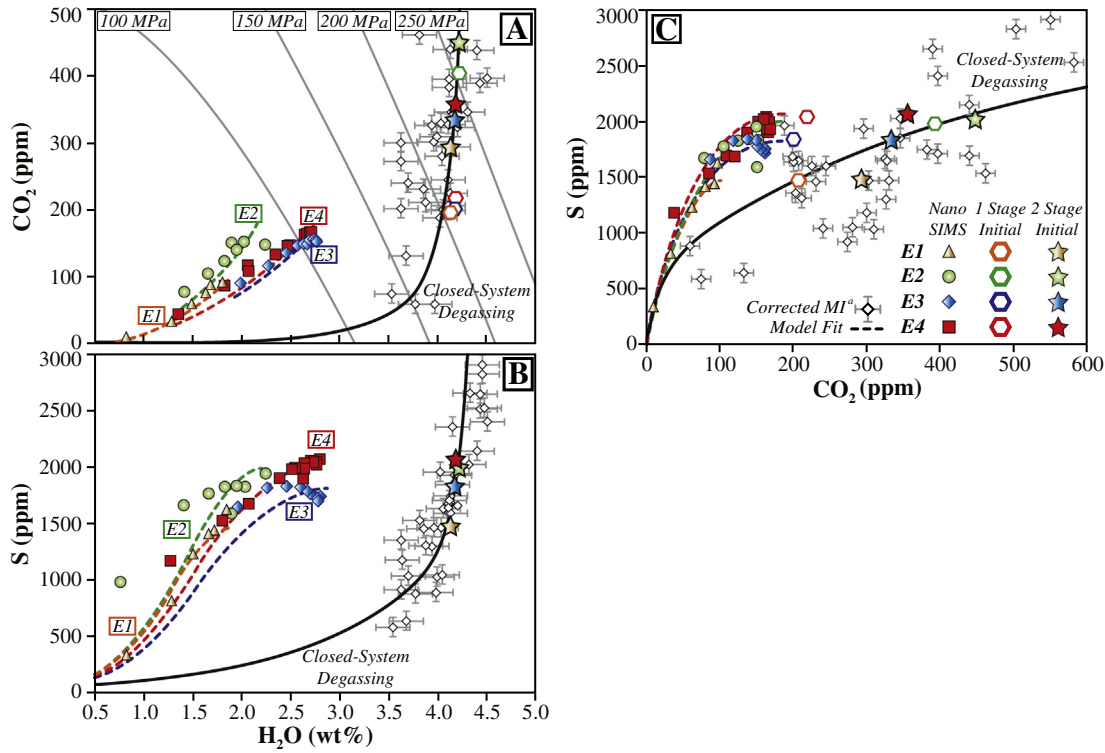 100 MPa 150 MPa 200 MPa 250 MPa A
500
400
300
200
100
0
CO2 (ppm)
E2
E4
E3
E1
Closed-System
Degassing
B
3000
2500
2000
1500
1000
500
0
S (ppm)
E4
E2
E3
E1
Closed-System
Degassing
0.5 1.0 1.5 2.0 2.5 3.0 3.5 4.0 4.5 5.0
H2O (wt%)
C
3000
2500
2000
1500
1000
500
0
S (ppm)
Closed-System
Degassing
Nano 1 Stage 2 Stage
SIMS Initial Initial
E1
E2
E3
E4
Corrected MIa
Model Fit
0 100 200 300 400 500 600
CO2 (ppm)